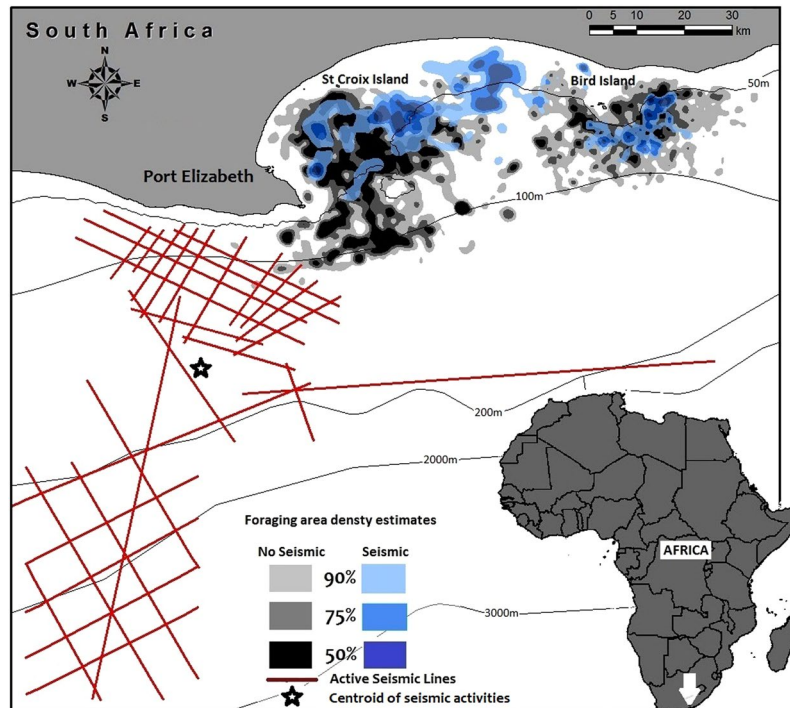 South Africa
N
W E
S
0 5 10 20 30
km
St Croix Island
Bird Island
50m
Port Elizabeth
100m
200m
2000m
Foraging area densty estimates
No Seismic Seismic
90%
75%
50%
AFRICA
3000m
Active Seismic Lines
Centroid of seismic activities